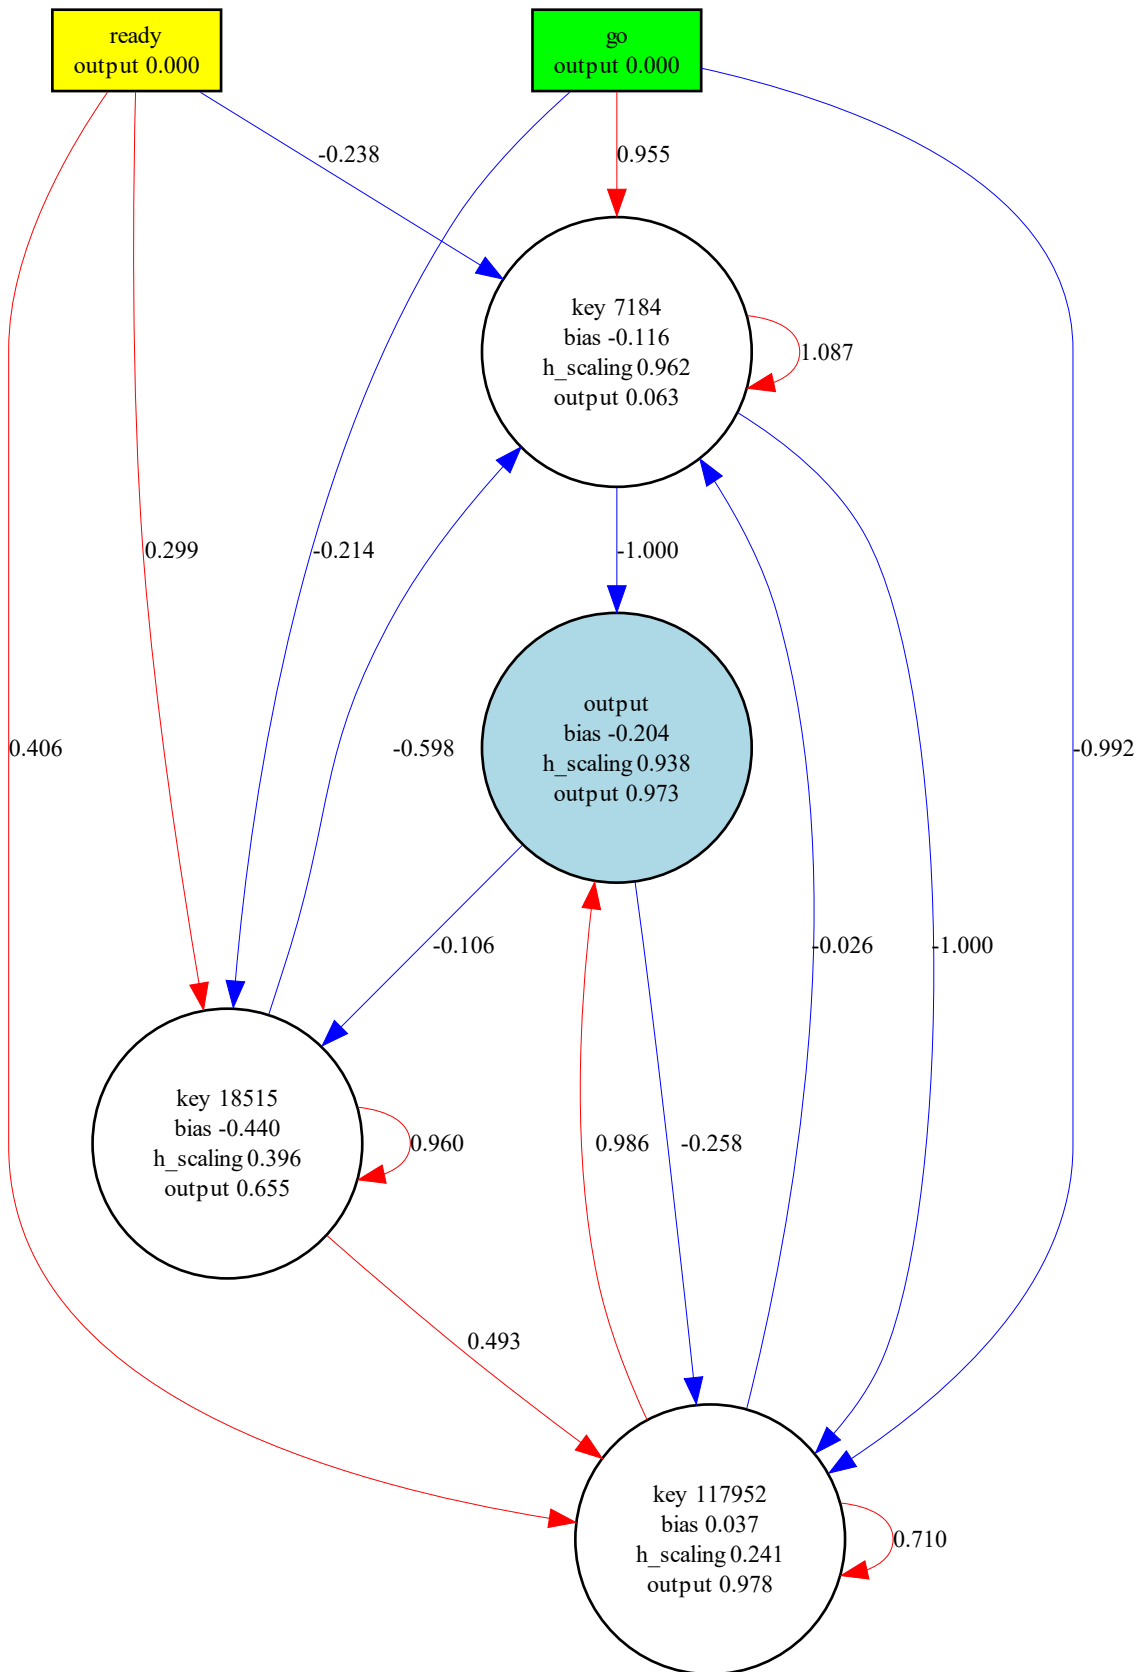 ready
output 0.000
go
output 0.000
-0.238
0.955
key 7184
bias -0.116
h_scaling 0.962
output 0.063
1.087
0.299
-0.214
-1.000
output
bias -0.204
h_scaling 0.938
output 0.973
0.406
-0.598
-0.992
-0.106
-0.026
-1.000
key 18515
bias -0.440
h_scaling 0.396
output 0.655
0.960
0.986
-0.258
0.493
key 117952
bias 0.037
h_scaling 0.241
output 0.978
0.710